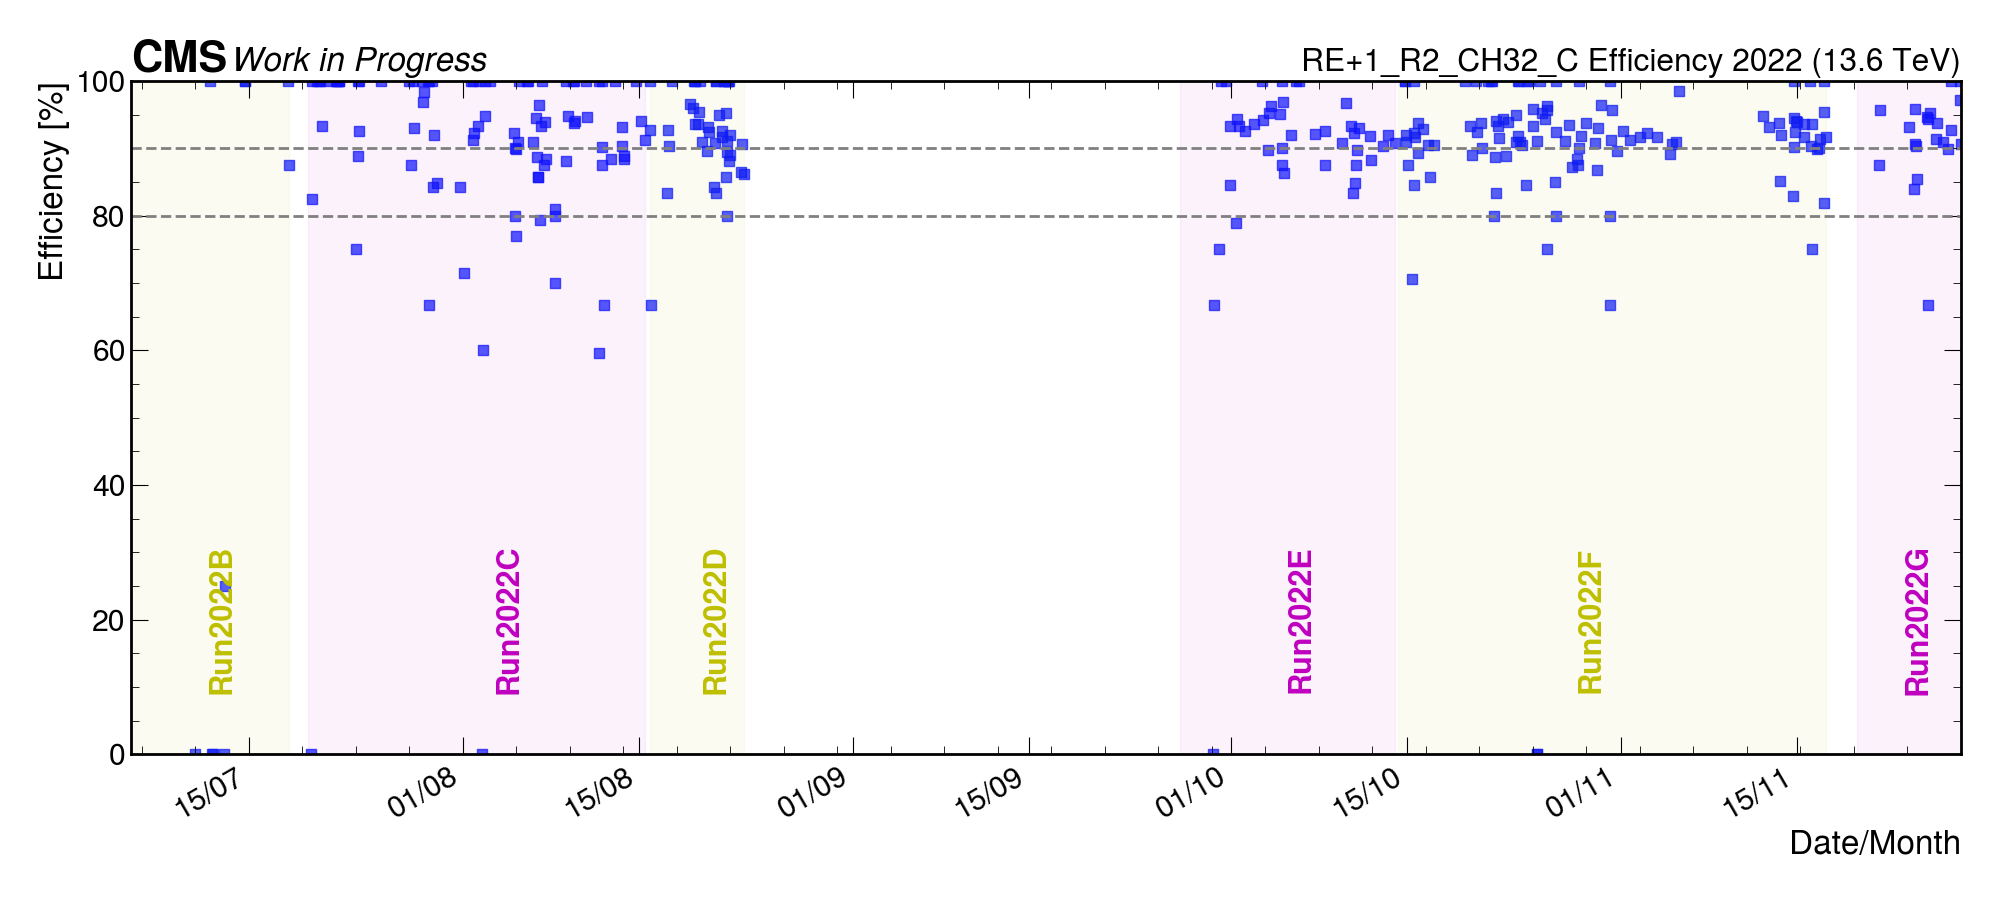 CMS Work in Progress
RE+1_R2_CH32_C Efficiency 2022 (13.6 TeV)
Efficiency [%]
100
80
60
40
20
0
Run2022B
Run2022C
Run2022D
Run2022E
Run2022F
Run2022G
15/07
01/08
15/08
01/09
15/09
01/10
15/10
01/11
15/11
Date/Month